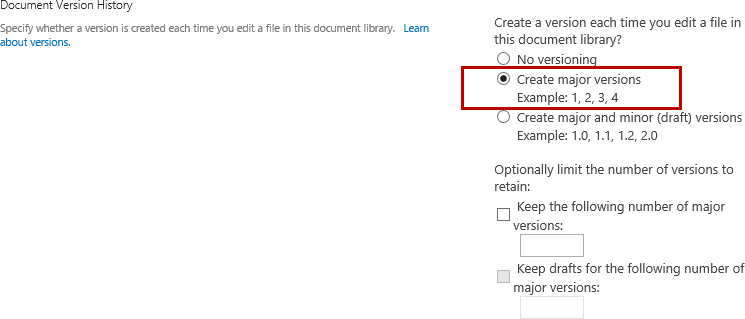 Document Version History
Specify whether a version is created each time you edit a file in this document library. Learn
about versions.
Create a version each time you edit a file in
this document library?
No versioning
Create major versions
Example: 1, 2, 3, 4
Create major and minor (draft) versions
Example: 1.0, 1.1, 1.2, 2.0
Optionally limit the number of versions to
retain:
Keep the following number of major
versions:
Keep drafts for the following number of
major versions: